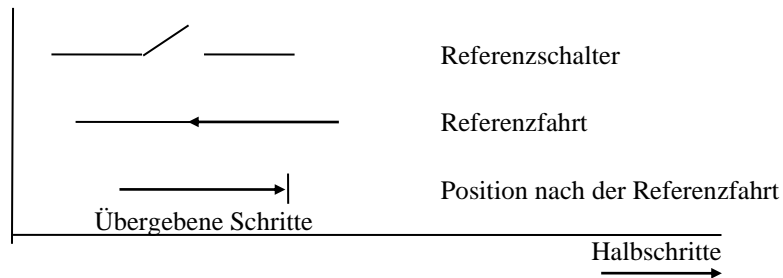 Referenzschalter
Referenzfahrt
Position nach der Referenzfahrt
Übergebene Schritte
Halbschritte